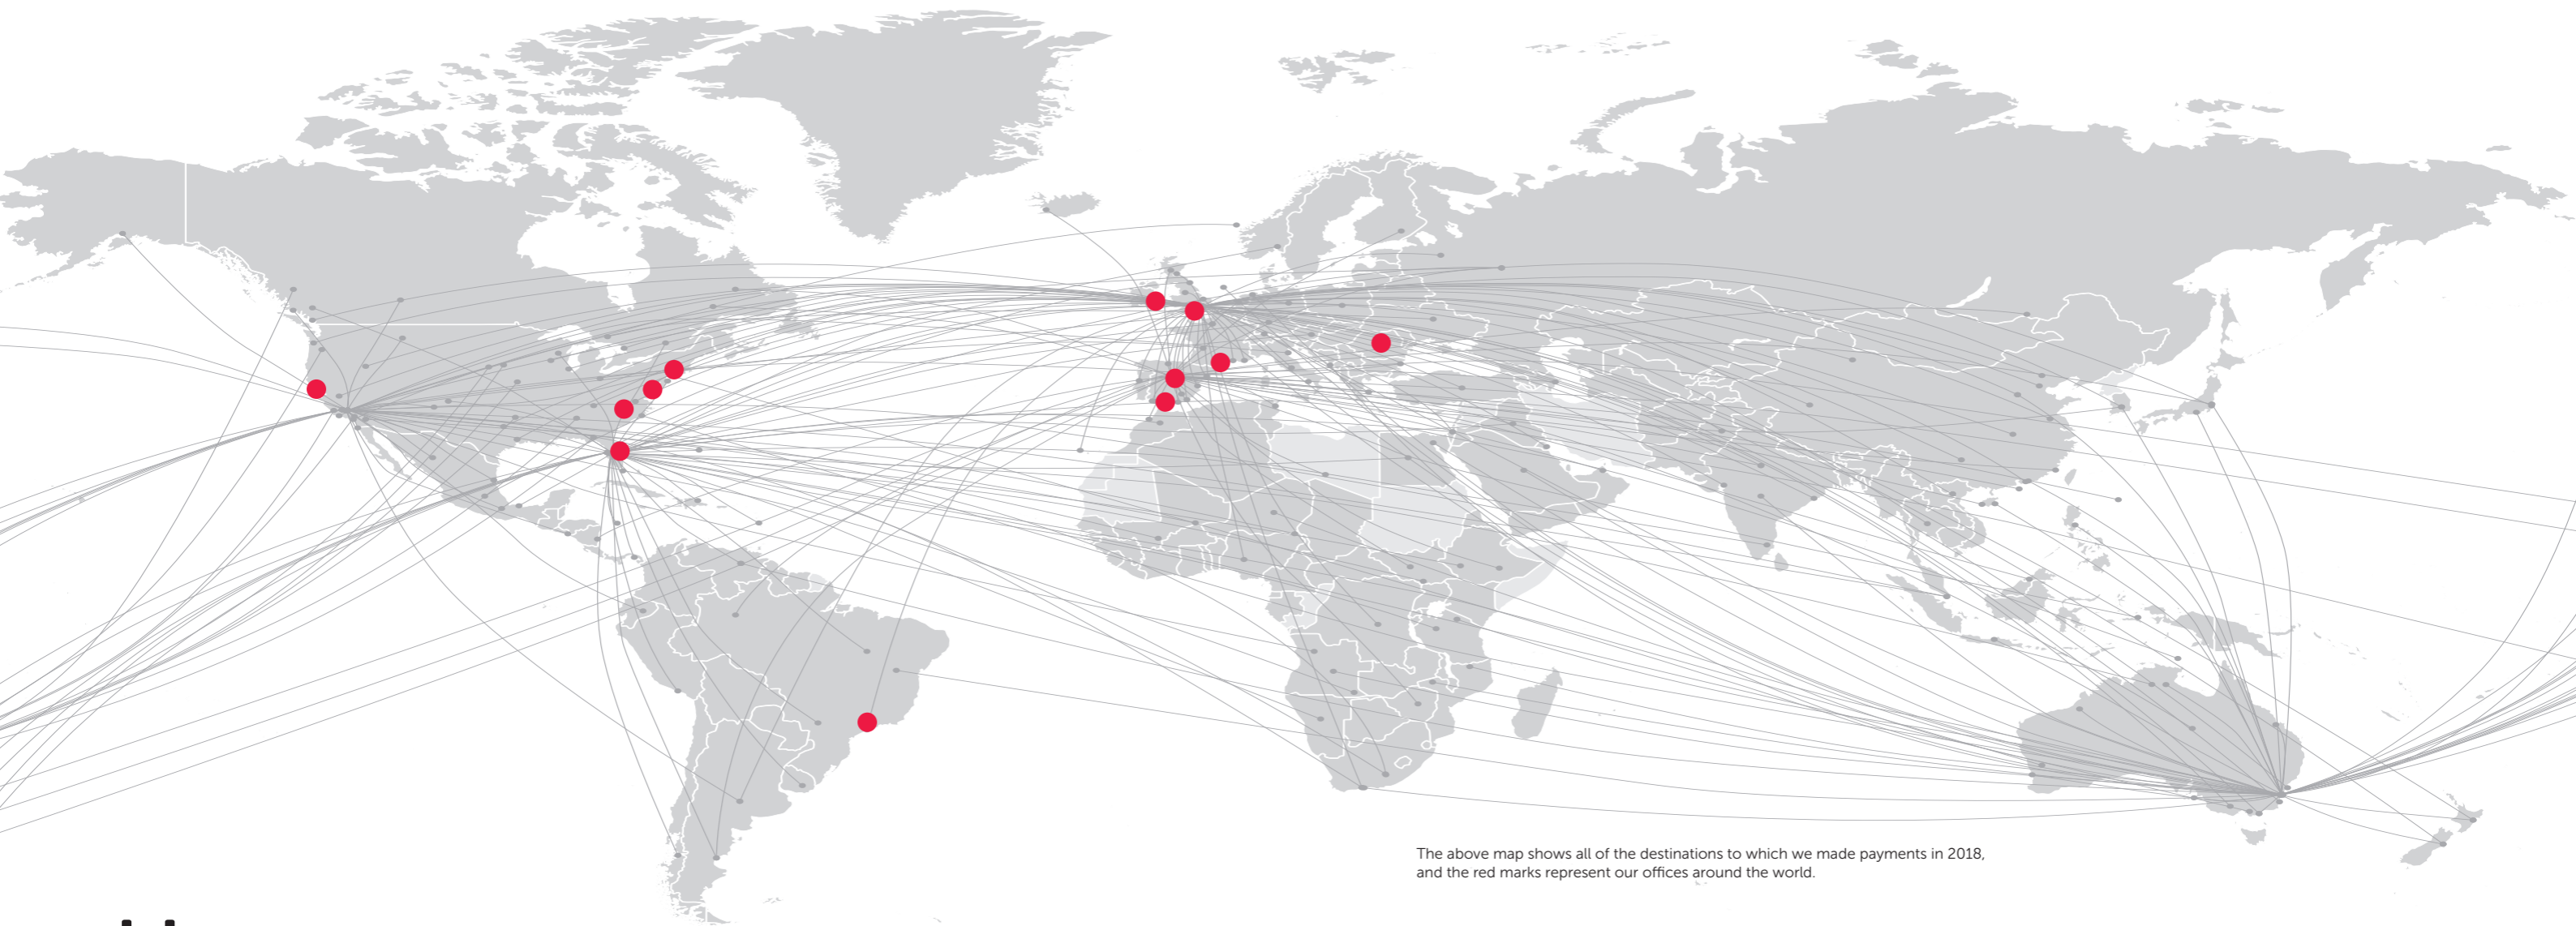 The above map shows all of the destinations to which we made payments in 2018,
and the red marks represent our offices around the world.